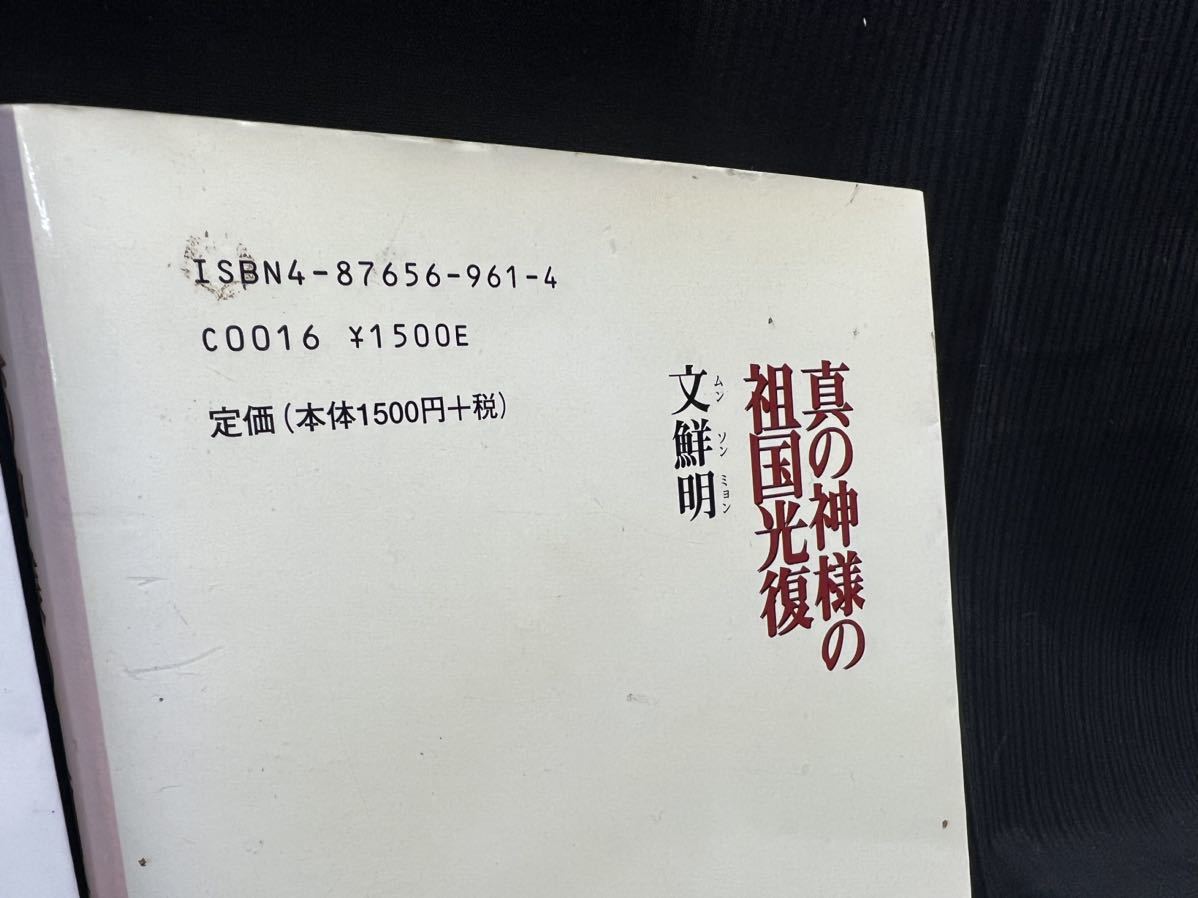 ISBN4-87656-961-4
C0016 ¥1500E
定価(本体1500円+税)
真の神様の
祖国光復
文鮮明
ムン ソン ミョン